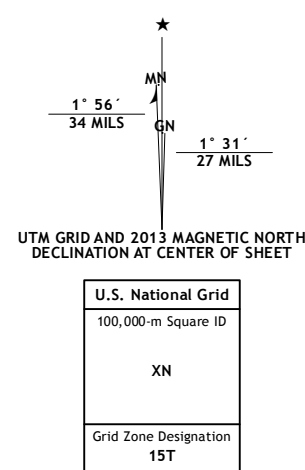 MN
1° 56´
34 MILS
GN
1° 31´
27 MILS
UTM GRID AND 2013 MAGNETIC NORTH
DECLINATION AT CENTER OF SHEET
U.S. National Grid
100,000-m Square ID
XN
Grid Zone Designation
15T